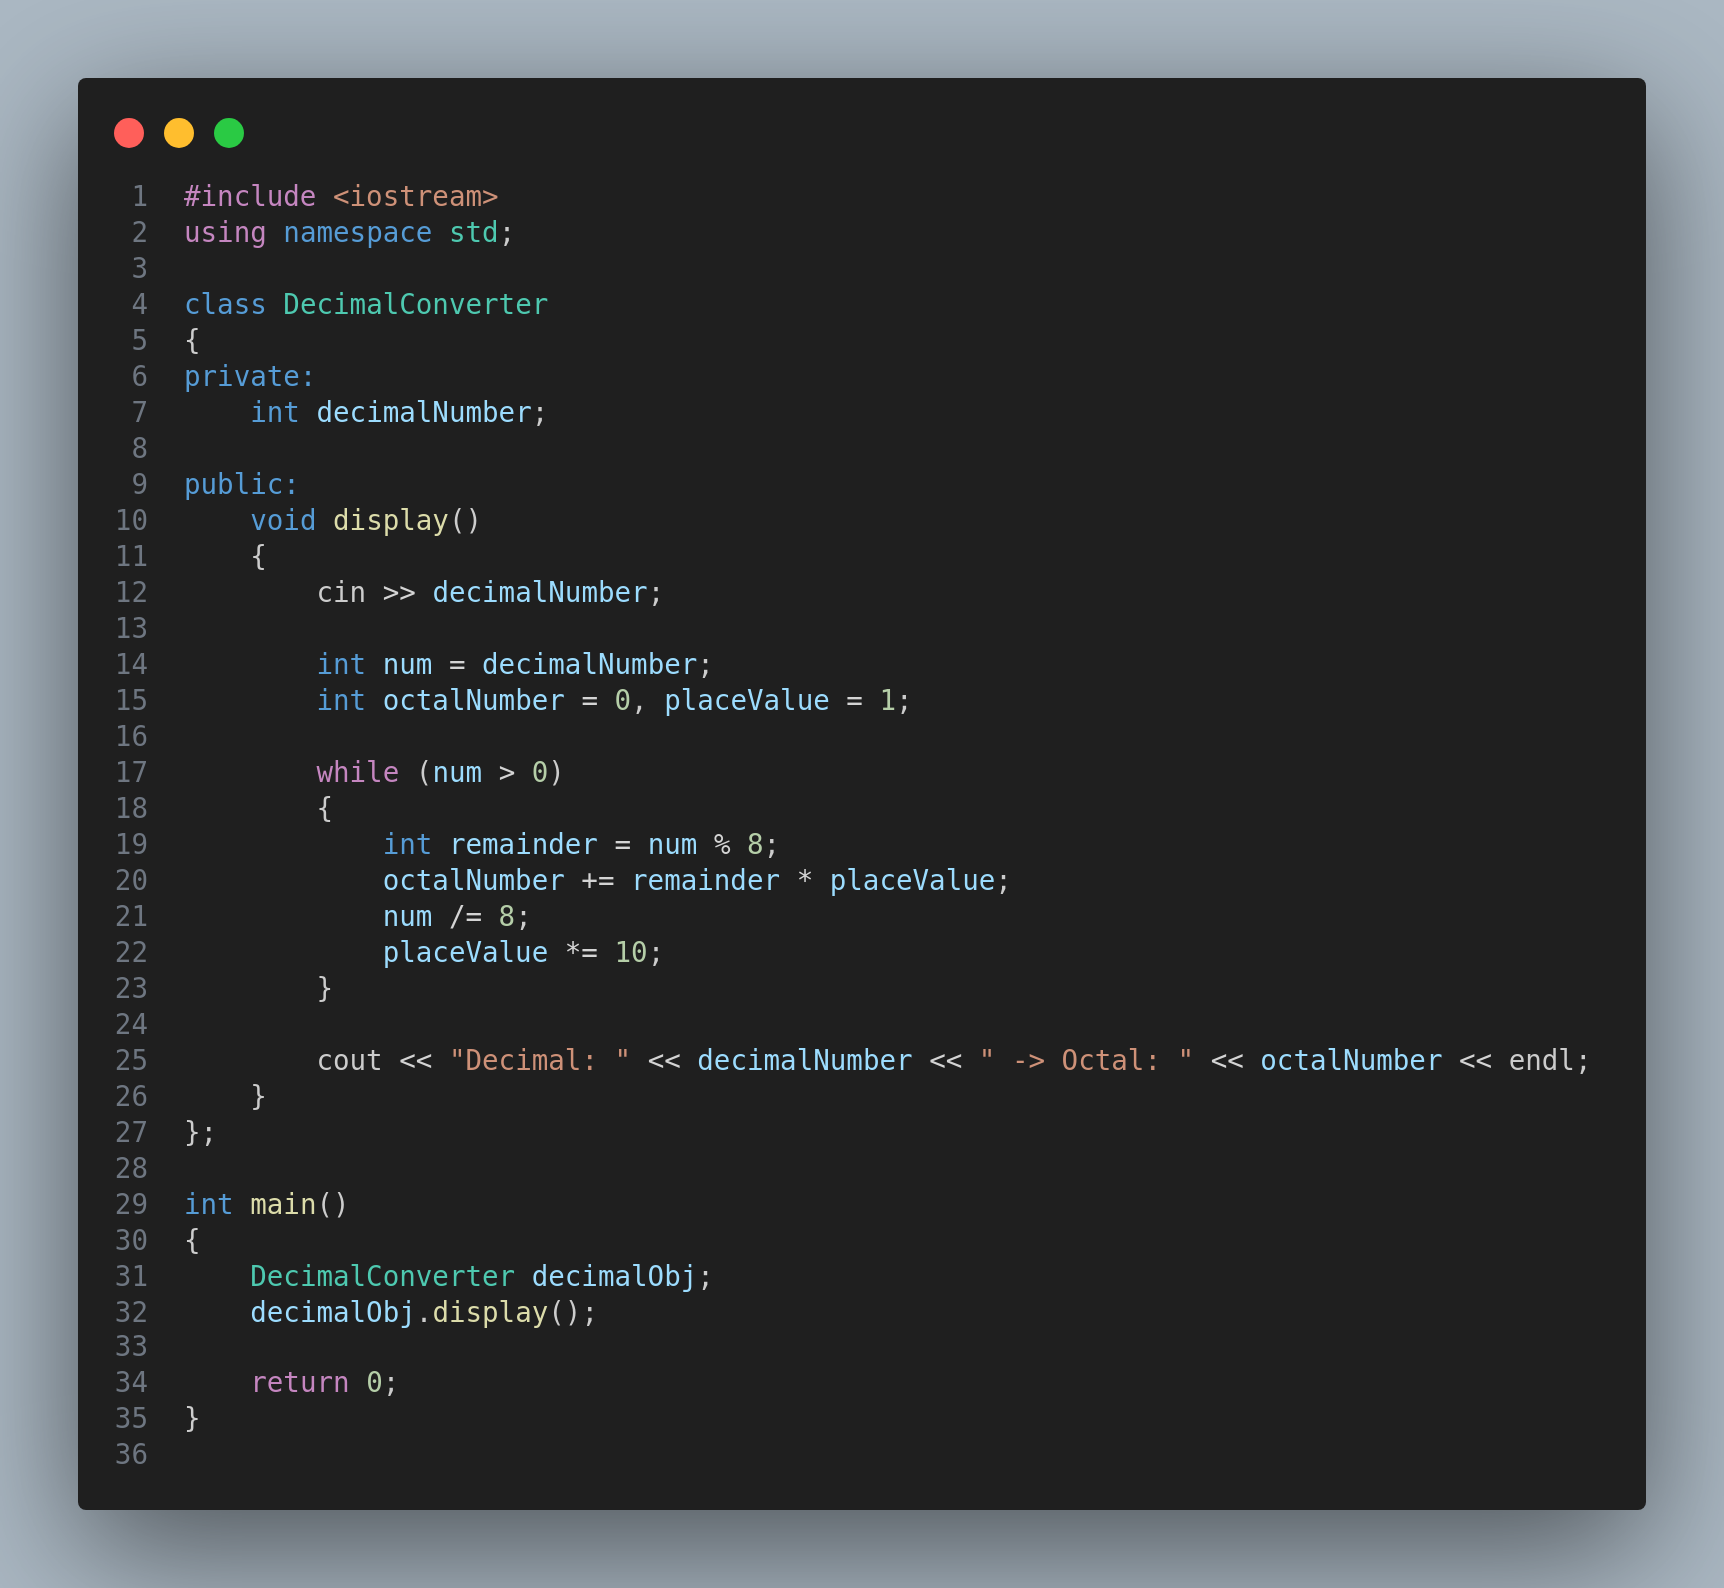 1 #include <iostream>
2 using namespace std;
3
4 class DecimalConverter
5 {
6 private:
7     int decimalNumber;
8
9 public:
10     void display()
11     {
12         cin >> decimalNumber;
13
14         int num = decimalNumber;
15         int octalNumber = 0, placeValue = 1;
16
17         while (num > 0)
18         {
19             int remainder = num % 8;
20             octalNumber += remainder * placeValue;
21             num /= 8;
22             placeValue *= 10;
23         }
24
25         cout << "Decimal: " << decimalNumber << " -> Octal: " << octalNumber << endl;
26     }
27 };
28
29 int main()
30 {
31     DecimalConverter decimalObj;
32     decimalObj.display();
33
34     return 0;
35 }
36